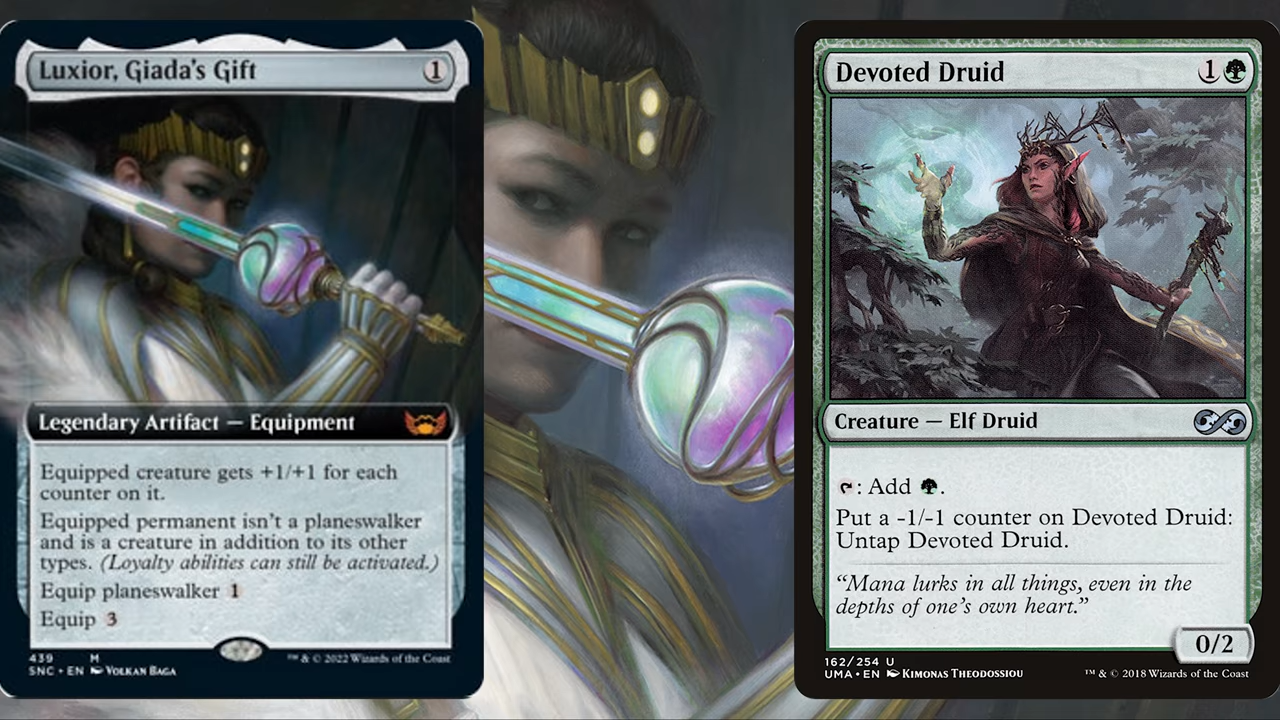 Luxior, Giada's Gift 1
Legendary Artifact — Equipment
Equipped creature gets +1/+1 for each
counter on it.
Equipped permanent isn't a planeswalker
and is a creature in addition to its other
types. (Loyalty abilities can still be activated.)
Equip planeswalker 1
Equip 3
439 M
SNC • EN VOLKAN BAGA
™ & © 2022 Wizards of the Coast
Devoted Druid 1
Creature — Elf Druid
: Add .
Put a -1/-1 counter on Devoted Druid:
Untap Devoted Druid.
“Mana lurks in all things, even in the
depths of one's own heart.”
0/2
162/254 U
UMA • EN KIMONAS THEODOSSIOU
™ & © 2018 Wizards of the Coast